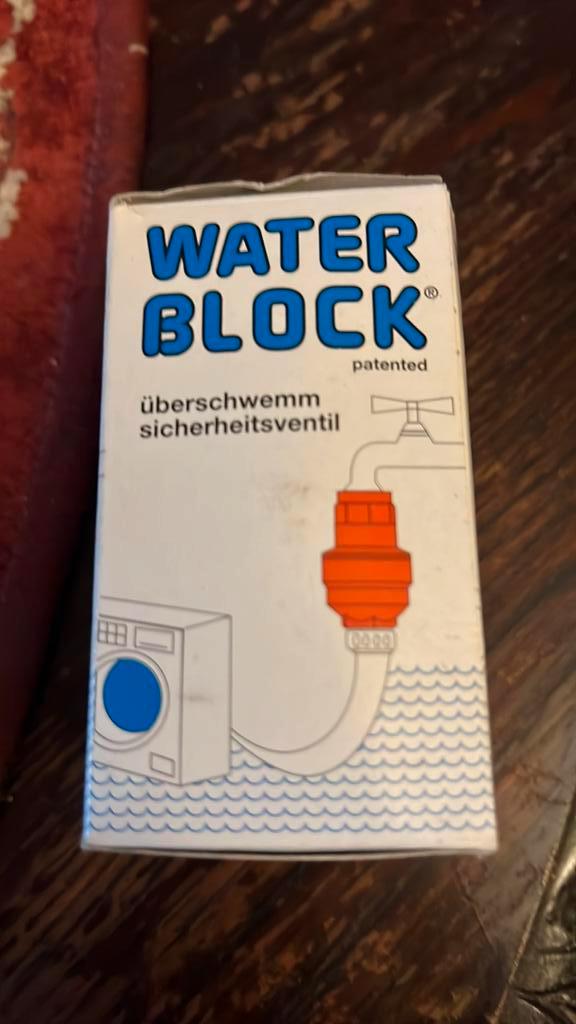 WATER
BLOCK®
patented
überschwemm
sicherheitsventil